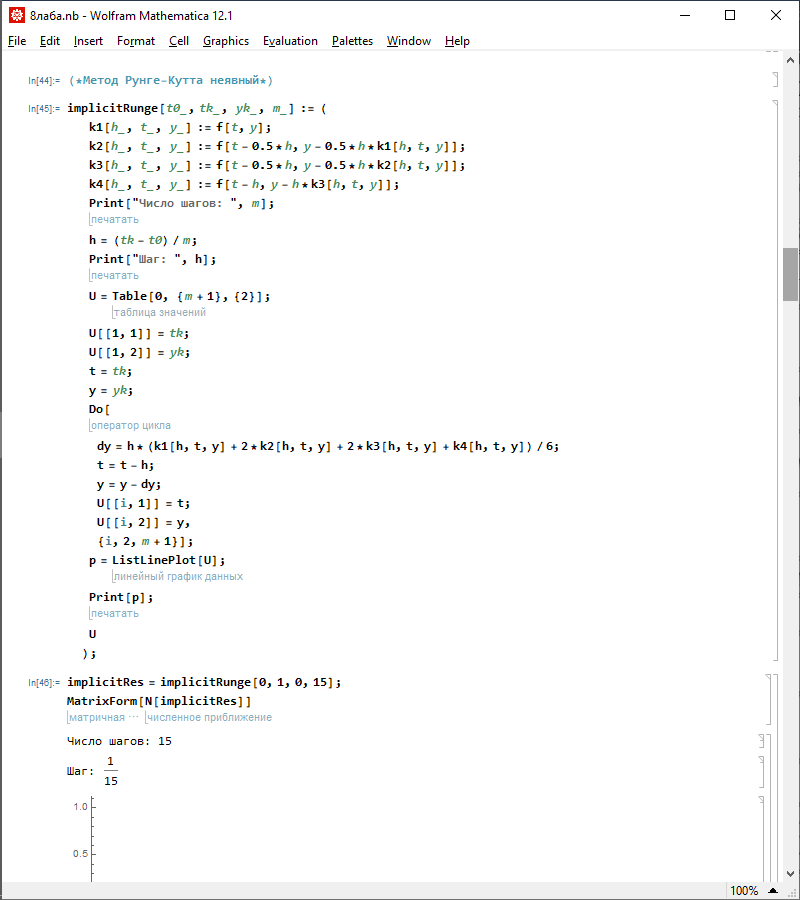 8лаба.nb - Wolfram Mathematica 12.1
File Edit Insert Format Cell Graphics Evaluation Palettes Window Help
In[44]:= (*Метод Рунге-Кутта неявный*)
In[45]:= implicitRunge[t0_, tk_, yk_, m_] := (
k1[h_, t_, y_] := f[t, y];
k2[h_, t_, y_] := f[t - 0.5*h, y - 0.5*h*k1[h, t, y]];
k3[h_, t_, y_] := f[t - 0.5*h, y - 0.5*h*k2[h, t, y]];
k4[h_, t_, y_] := f[t - h, y - h*k3[h, t, y]];
Print["Число шагов: ", m];
печатать
h = (tk - t0) / m;
Print["Шаг: ", h];
печатать
U = Table[0, {m + 1}, {2}];
таблица значений
U[[1, 1]] = tk;
U[[1, 2]] = yk;
t = tk;
y = yk;
Do[
оператор цикла
dy = h * (k1[h, t, y] + 2*k2[h, t, y] + 2*k3[h, t, y] + k4[h, t, y]) / 6;
t = t - h;
y = y - dy;
U[[i, 1]] = t;
U[[i, 2]] = y,
{i, 2, m + 1}];
p = ListLinePlot[U];
линейный график данных
Print[p];
печатать
U
);
In[46]:= implicitRes = implicitRunge[0, 1, 0, 15];
MatrixForm[N[implicitRes]]
матричная ⋯ численное приближение
Число шагов: 15
Шаг: 1/15
1.0
0.5
100%